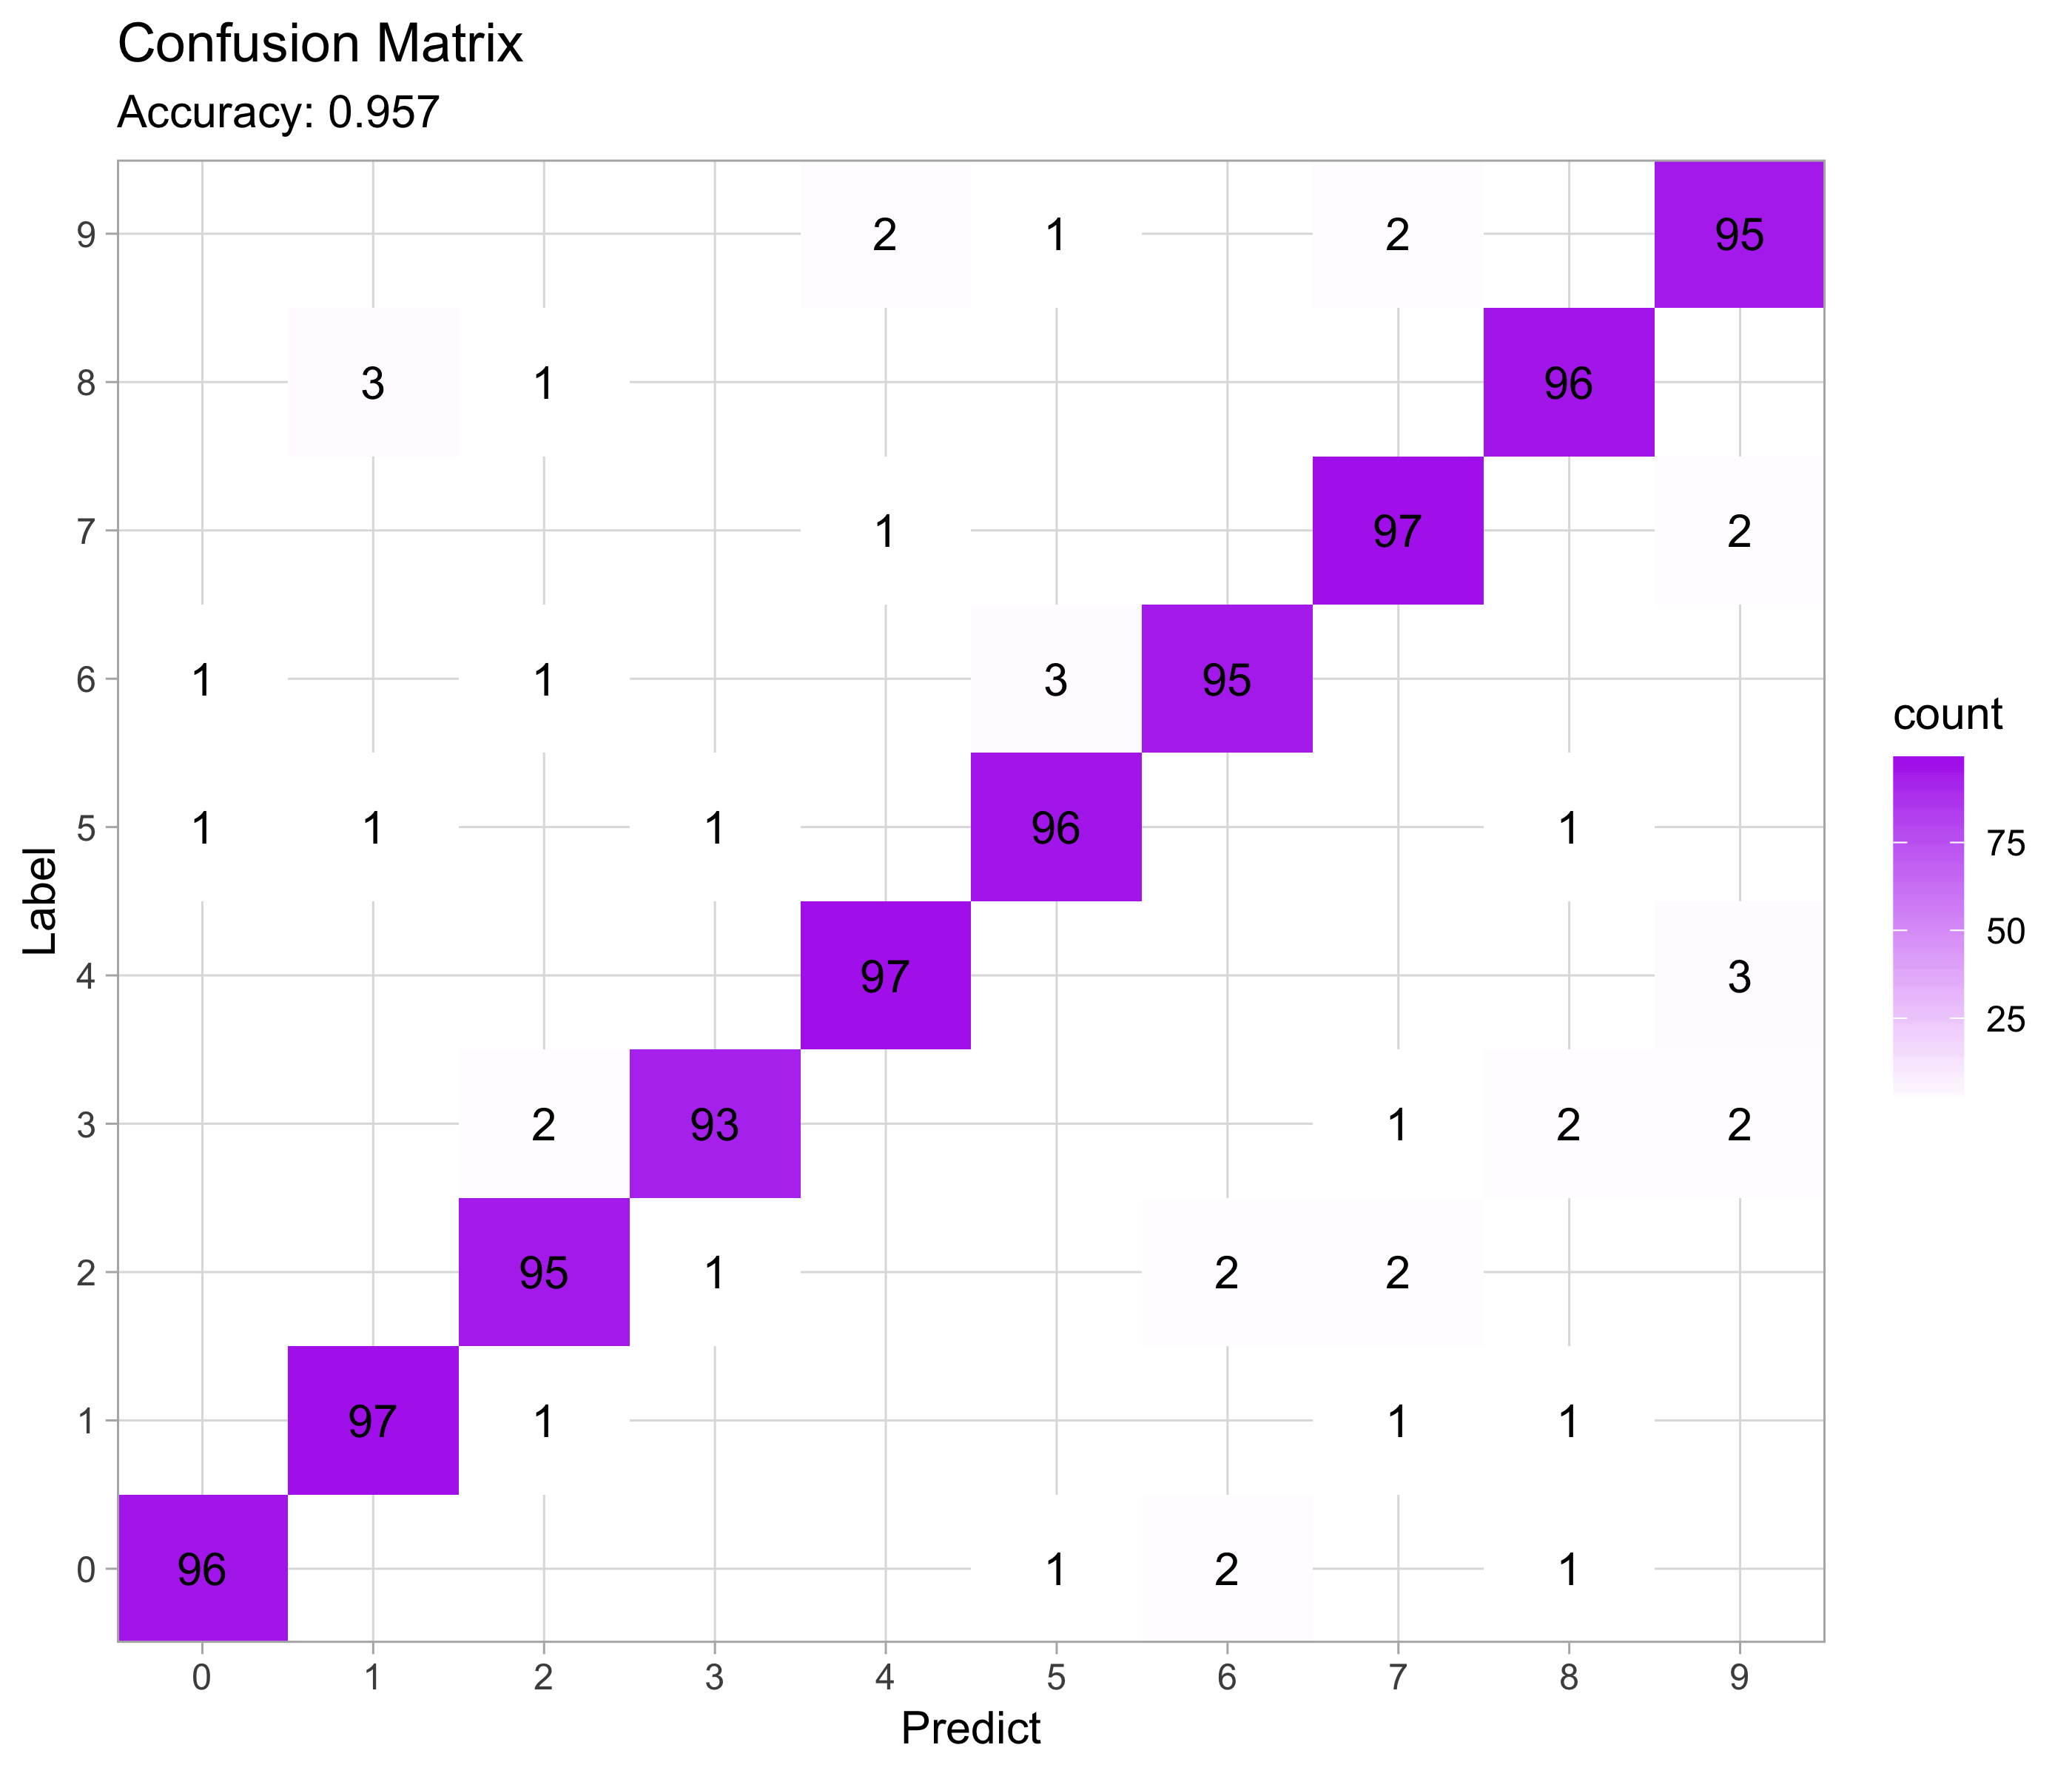 Confusion Matrix
Accuracy: 0.957
9 2 1 2 95
8 3 1 96
7 1 97 2
6 1 1 3 95
count
5 1 1 1 96 1
75
Label
50
4 97 3
25
3 2 93 1 2 2
2 95 1 2 2
1 97 1 1 1
0 96 1 2 1
0 1 2 3 4 5 6 7 8 9
Predict